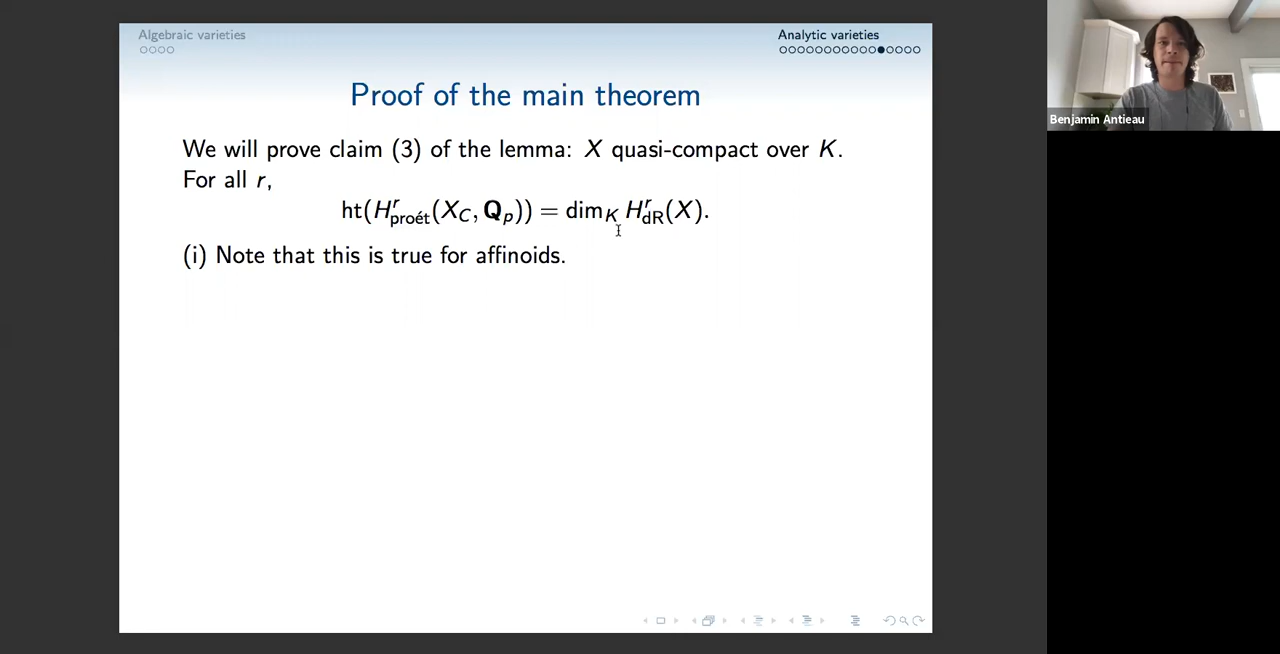 Algebraic varieties
Analytic varieties
Proof of the main theorem
We will prove claim (3) of the lemma: X quasi-compact over K.
For all r,
ht(H^r_proét(X_C, Q_p)) = dim_K H^r_dR(X).
(i) Note that this is true for affinoids.
Benjamin Antieau